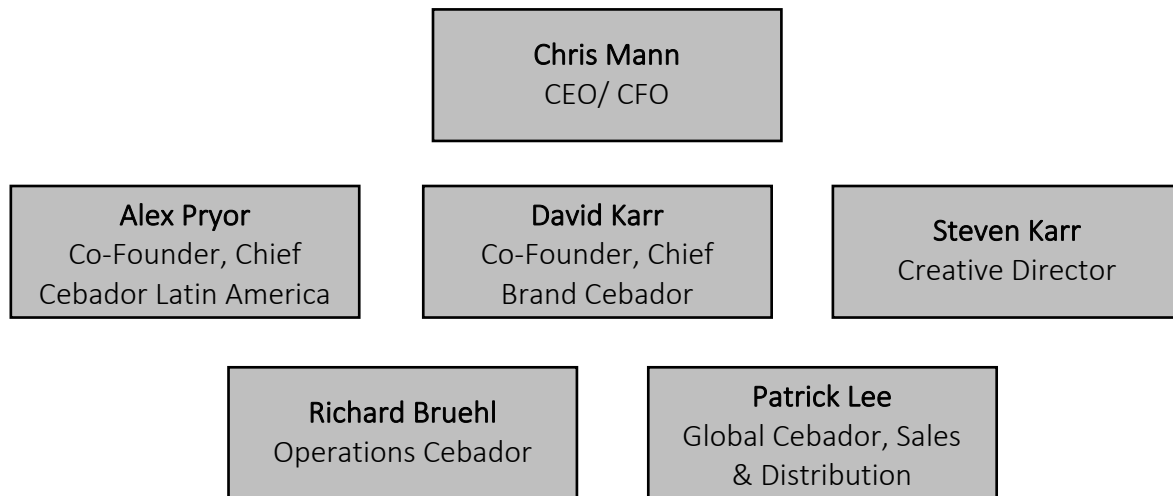 Chris Mann
CEO/ CFO
Alex Pryor
Co-Founder, Chief
Cebador Latin America
David Karr
Co-Founder, Chief
Brand Cebador
Steven Karr
Creative Director
Richard Bruehl
Operations Cebador
Patrick Lee
Global Cebador, Sales
& Distribution